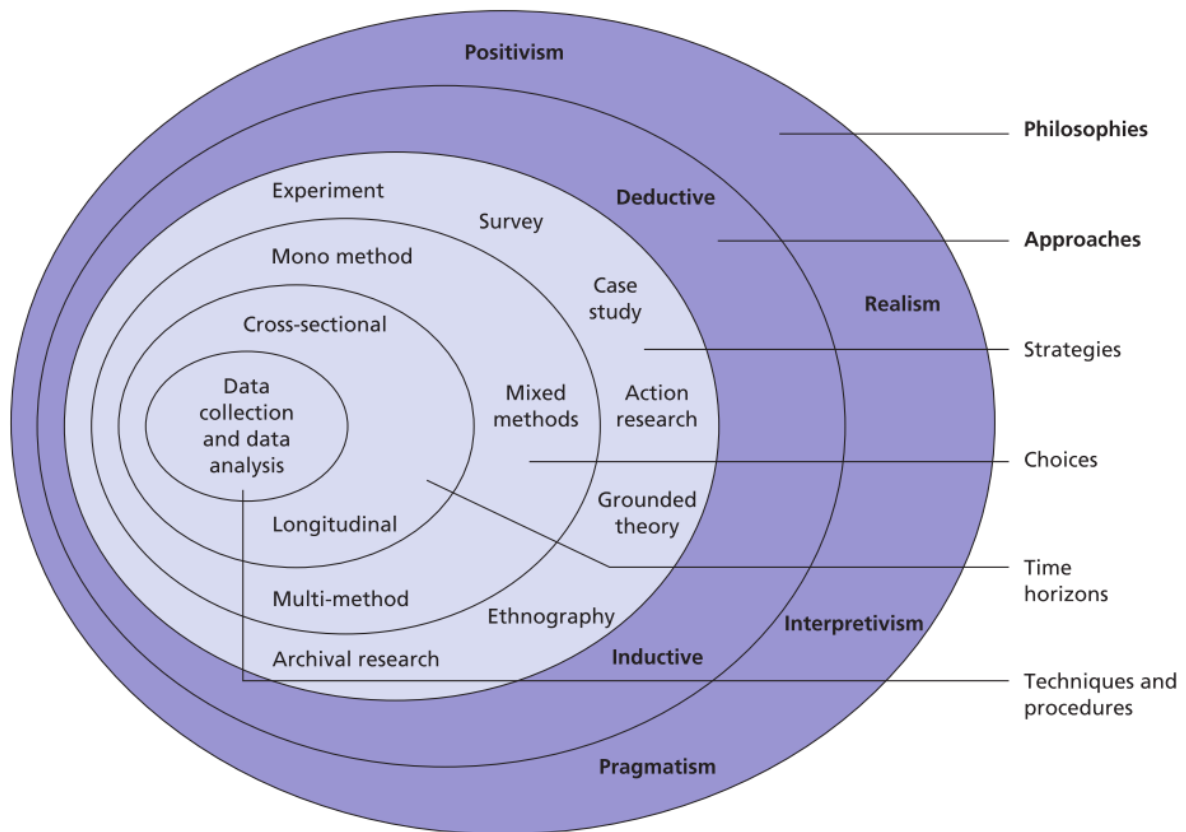 Positivism
Philosophies
Experiment
Deductive
Survey
Approaches
Mono method
Case
study
Realism
Cross-sectional
Strategies
Data
collection
and data
analysis
Mixed
methods
Action
research
Choices
Longitudinal
Grounded
theory
Time
horizons
Multi-method
Ethnography
Interpretivism
Archival research
Inductive
Techniques and
procedures
Pragmatism